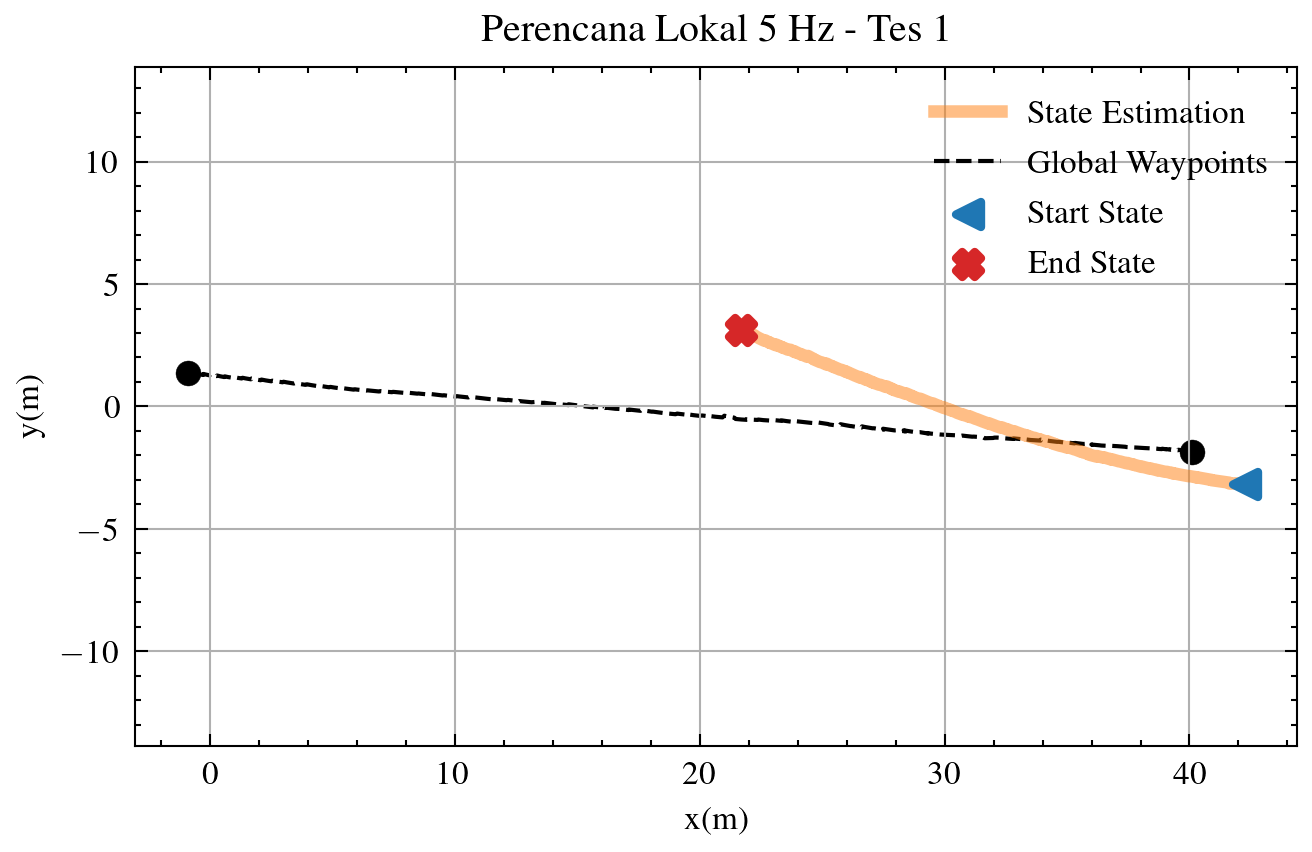 Perencana Lokal 5 Hz - Tes 1
State Estimation
Global Waypoints
Start State
End State
10
5
0
−5
−10
y(m)
0
10
20
30
40
x(m)